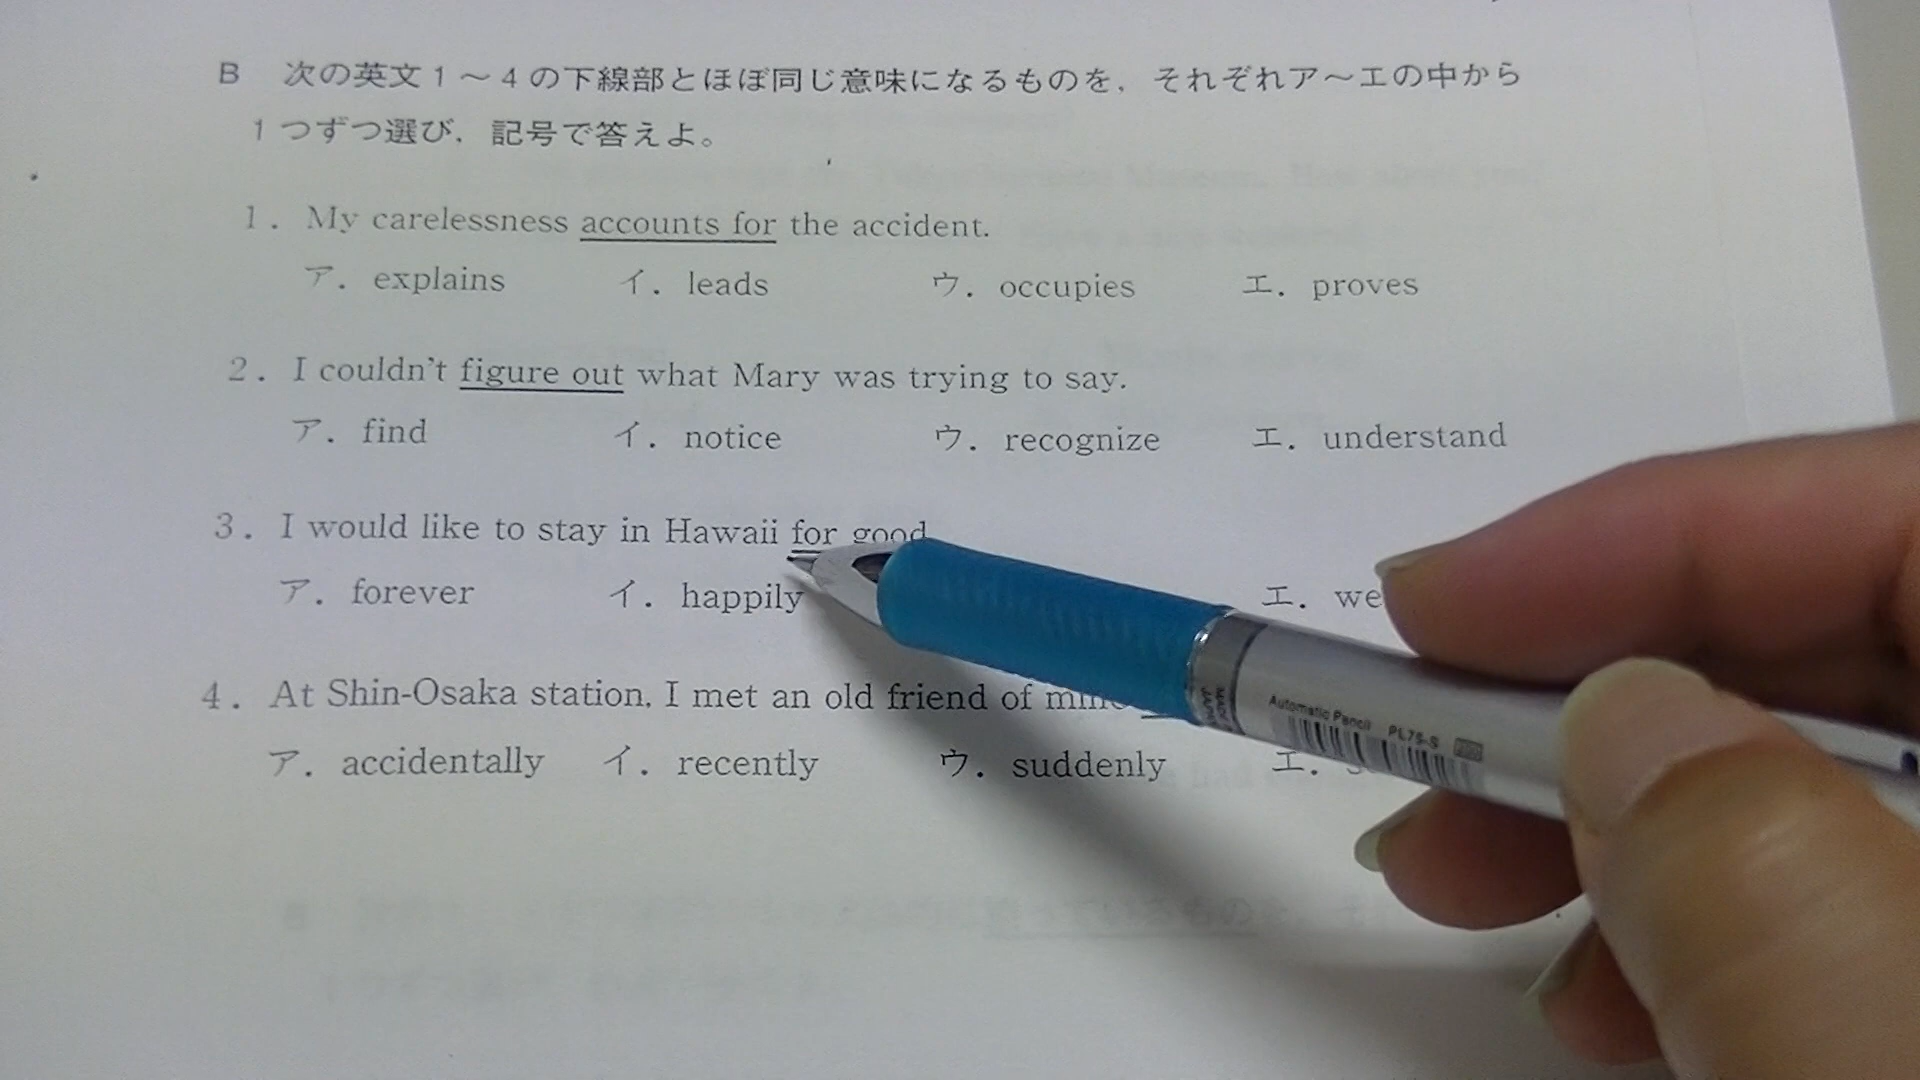 B 次の英文1～4の下線部とほぼ同じ意味になるものを，それぞれア～エの中から
1つずつ選び，記号で答えよ。
1． My carelessness accounts for the accident.
ア．explains イ．leads ウ．occupies エ．proves
2． I couldn't figure out what Mary was trying to say.
ア．find イ．notice ウ．recognize エ．understand
3． I would like to stay in Hawaii for good
ア．forever イ．happily エ．
4． At Shin-Osaka station, I met an old friend of mine
ア．accidentally イ．recently ウ．suddenly エ．
Automatic Pencil PL75-S
MADE IN
JAPAN